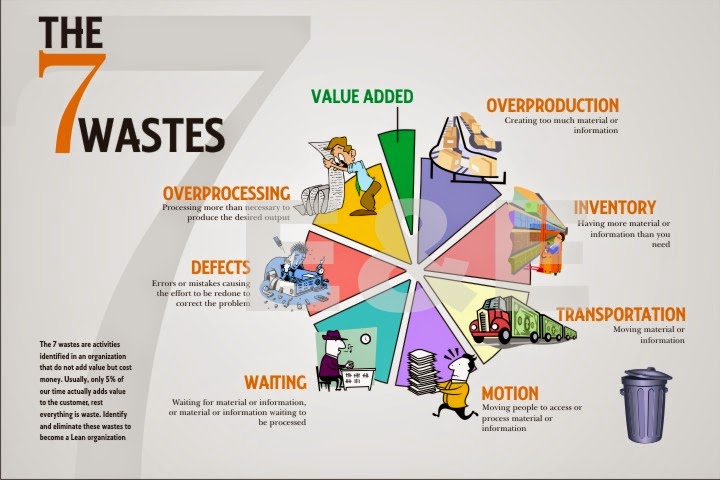 THE
7
WASTES
VALUE ADDED
OVERPRODUCTION
Creating too much material or
information
INVENTORY
Having more material or
information than you
need
TRANSPORTATION
Moving material or
information
MOTION
Moving people to access or
process material or
information
WAITING
Waiting for material or information,
or material or information waiting to
be processed
DEFECTS
Errors or mistakes causing
the effort to be redone to
correct the problem
OVERPROCESSING
Processing more than necessary to
produce the desired output
The 7 wastes are activities
identified in an organization
that do not add value but cost
money. Usually, only 5% of
our time actually adds value
to the customer, rest
everything is waste. Identify
and eliminate these wastes to
become a Lean organization
E&E